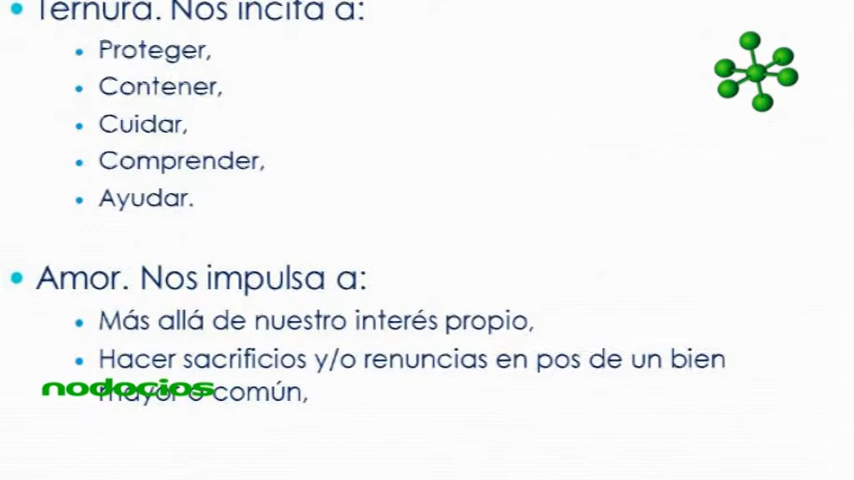 Ternura. Nos incita a:
Proteger,
Contener,
Cuidar,
Comprender,
Ayudar.
Amor. Nos impulsa a:
Más allá de nuestro interés propio,
Hacer sacrificios y/o renuncias en pos de un bien
mayor o común,
nodocios